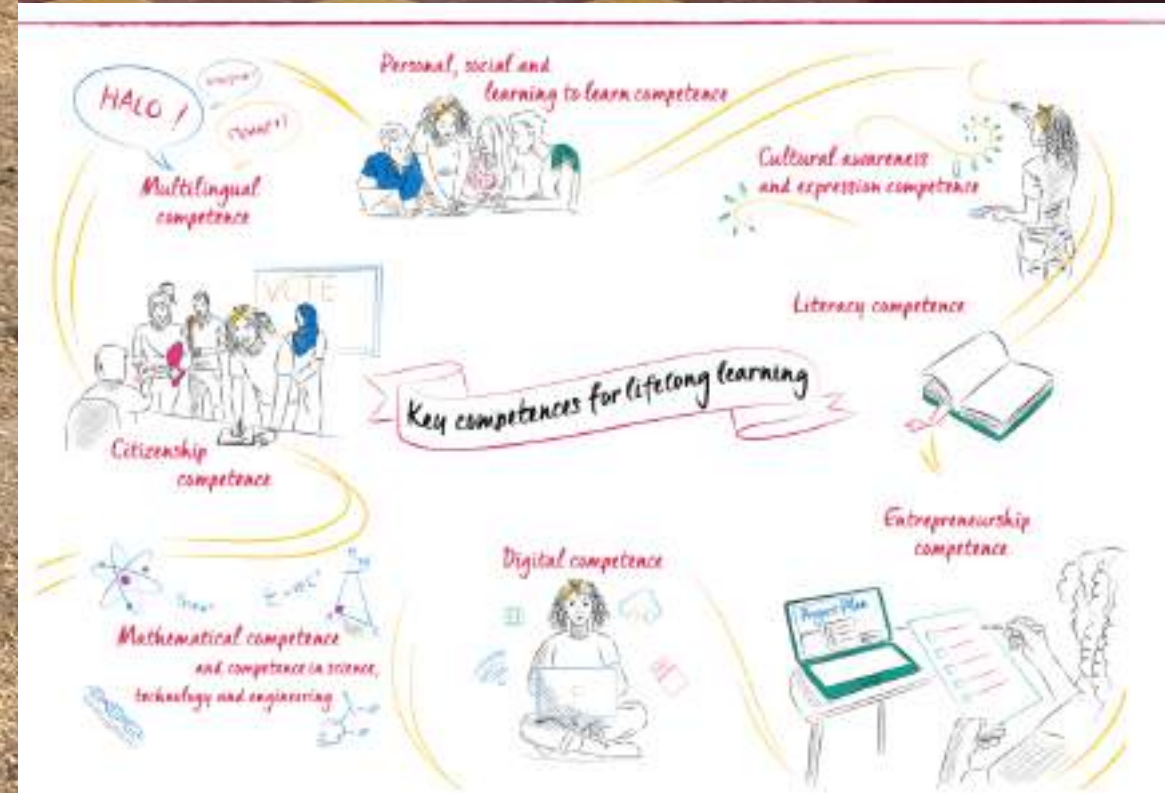 HALO !
Multilingual
competence
Personal, social and
learning to learn competence
Cultural awareness
and expression competence
Literacy competence
VOTE
Citizenship
competence
Key competences for lifelong learning
Entrepreneurship
competence
Project Plan
Digital competence
Mathematical competence
and competence in science,
technology and engineering